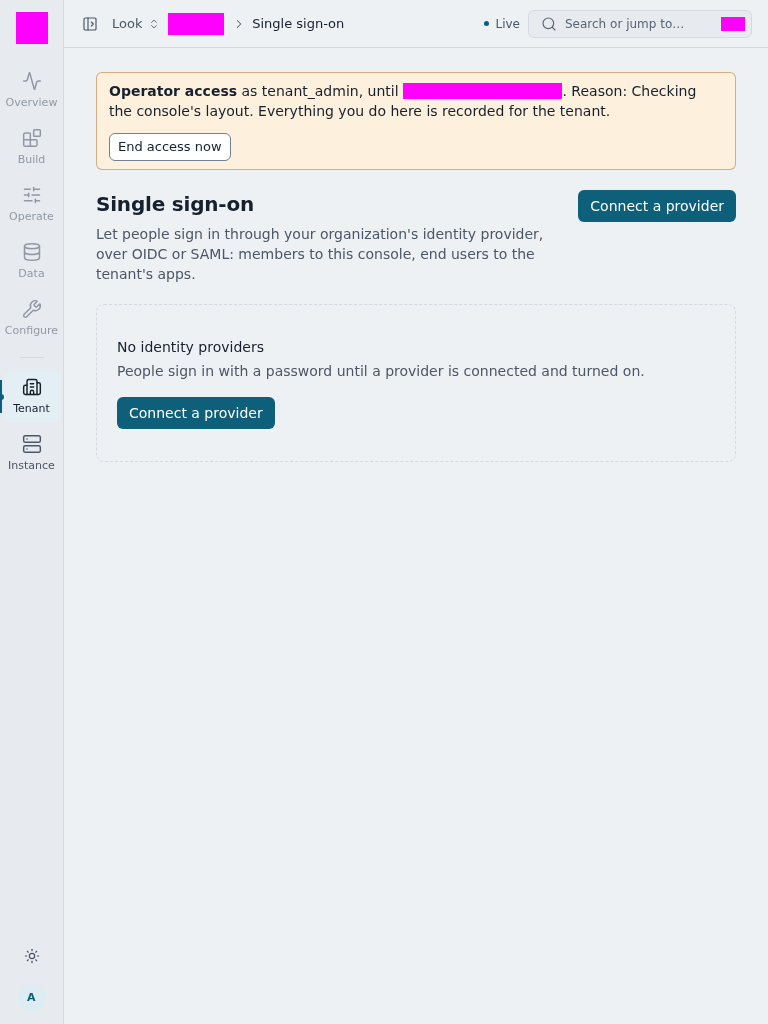 Look
Single sign-on
Live
Search or jump to...
Overview
Build
Operate
Data
Configure
Tenant
Instance
A
Operator access as tenant_admin, until . Reason: Checking
the console's layout. Everything you do here is recorded for the tenant.
End access now
Single sign-on
Connect a provider
Let people sign in through your organization's identity provider,
over OIDC or SAML: members to this console, end users to the
tenant's apps.
No identity providers
People sign in with a password until a provider is connected and turned on.
Connect a provider